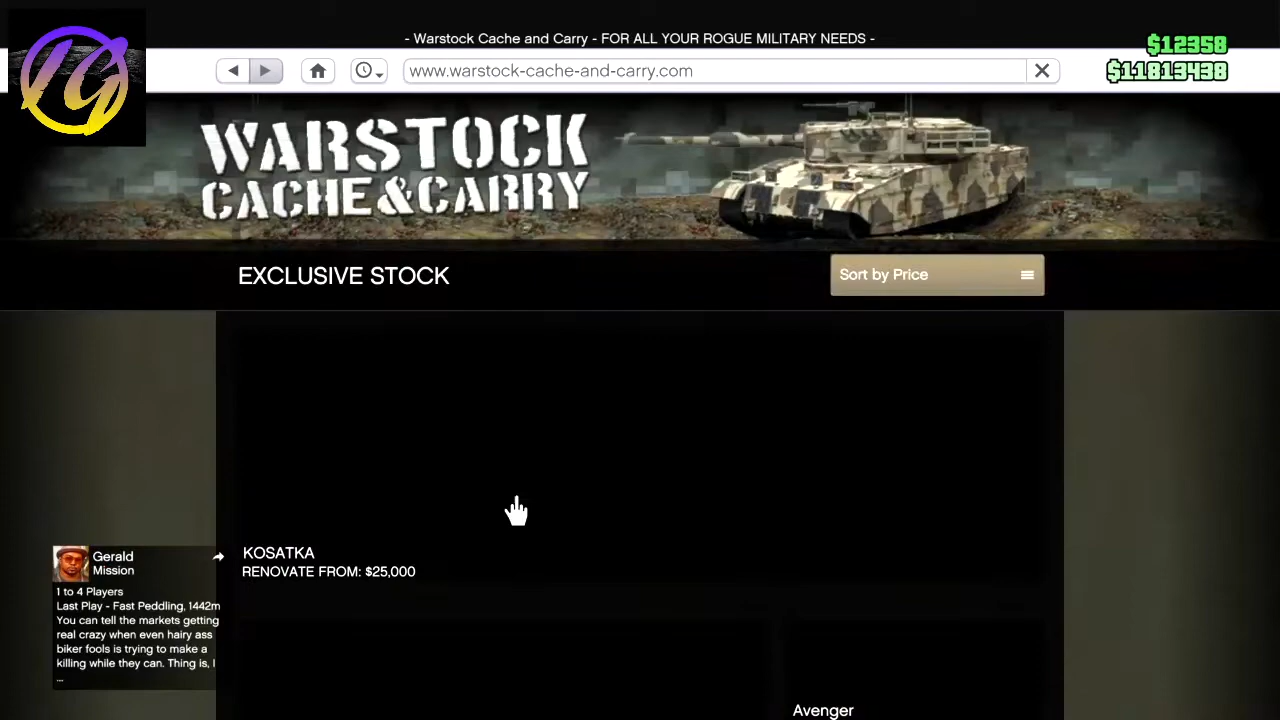 - Warstock Cache and Carry - FOR ALL YOUR ROGUE MILITARY NEEDS -
$12358
www.warstock-cache-and-carry.com
$11813438
WARSTOCK
CACHE&CARRY
EXCLUSIVE STOCK
Sort by Price
KOSATKA
RENOVATE FROM: $25,000
Gerald
Mission
1 to 4 Players
Last Play - Fast Peddling, 1442m
You can tell the markets getting
real crazy when even hairy ass
biker fools is trying to make a
killing while they can. Thing is, I
...
Avenger